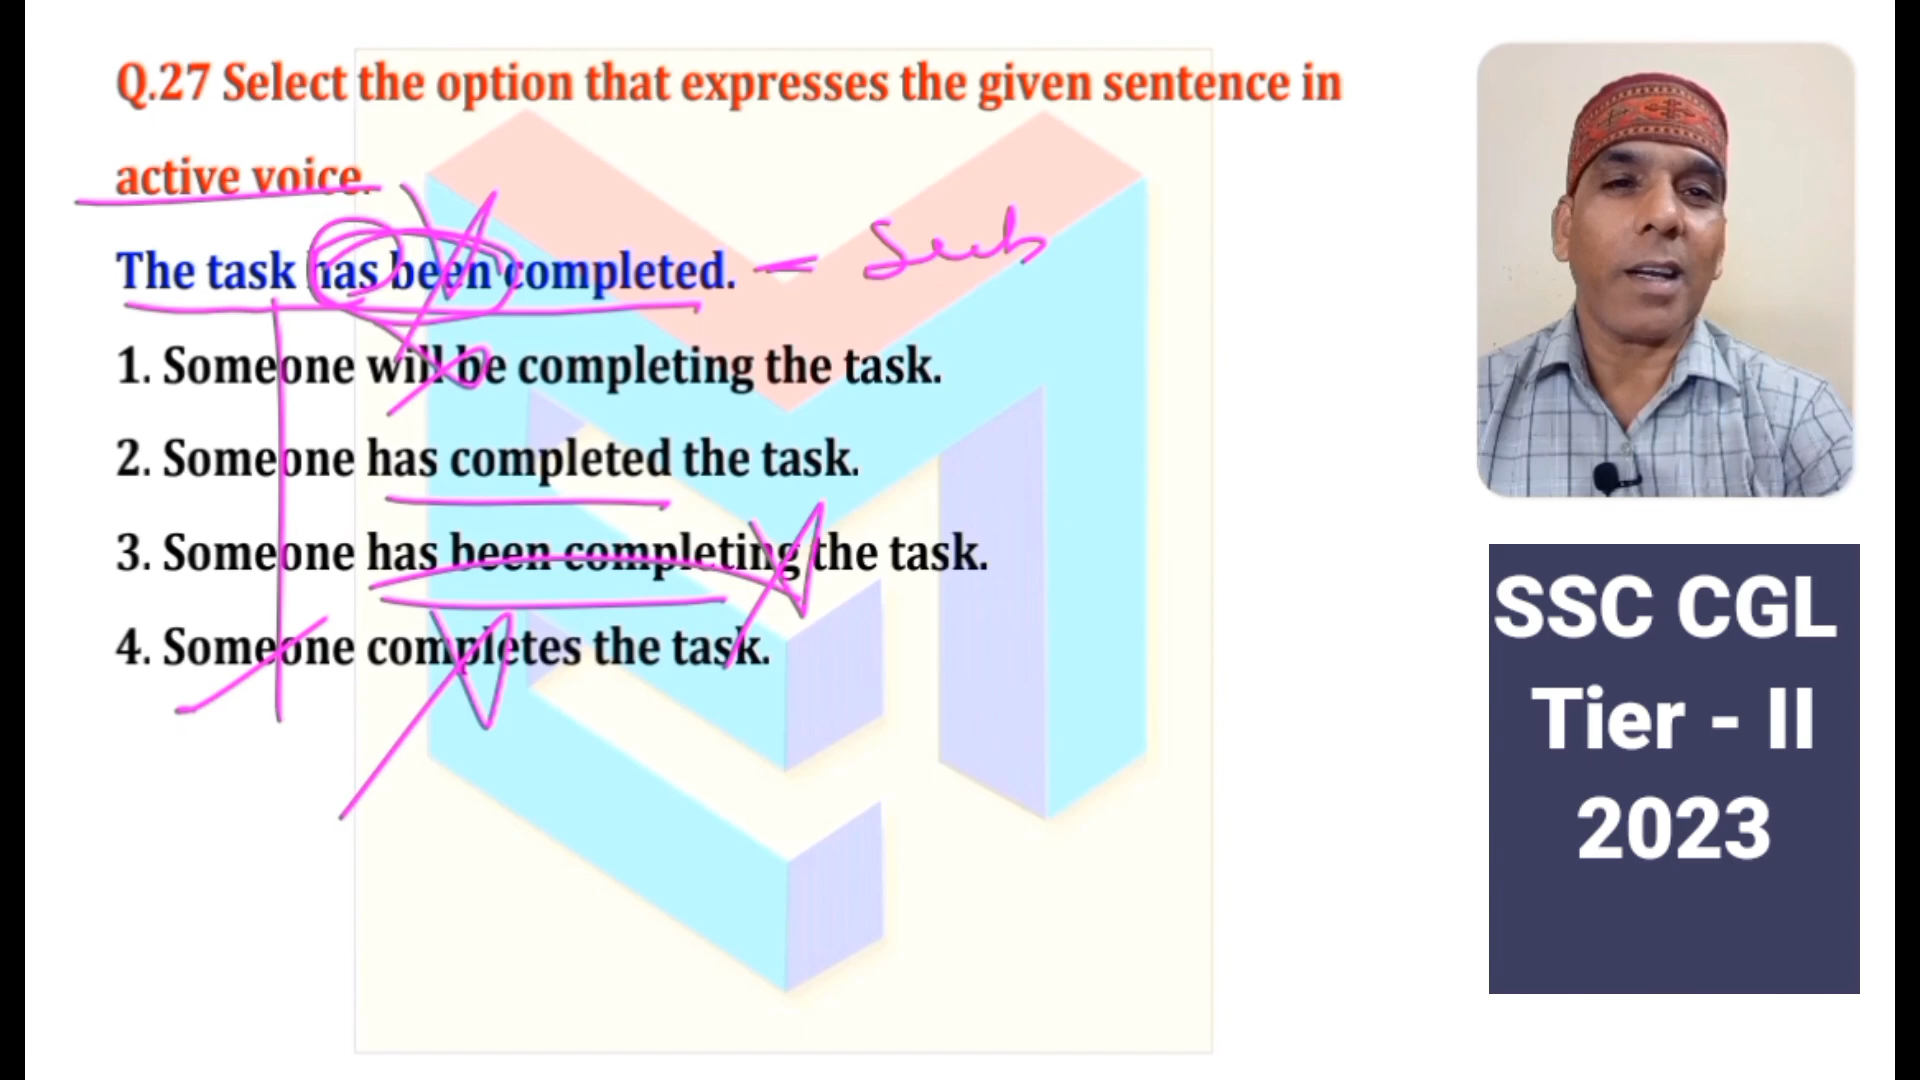 Q.27 Select the option that expresses the given sentence in
active voice.
The task has been completed. – Sub
1. Someone will be completing the task.
2. Someone has completed the task.
3. Someone has been completing the task.
4. Someone completes the task.
SSC CGL
Tier - II
2023